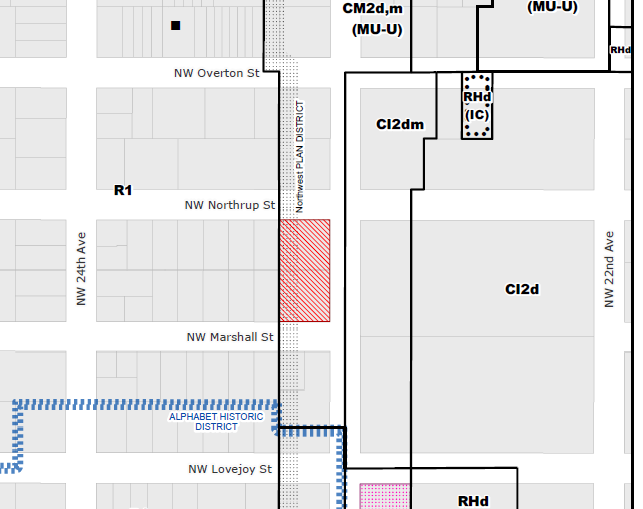 CM2d,m
(MU-U)
(MU-U)
RHd
NW Overton St
RHd
(IC)
CI2dm
Northwest PLAN DISTRICT
R1
NW Northrup St
NW 24th Ave
NW 22nd Ave
CI2d
NW Marshall St
ALPHABET HISTORIC
DISTRICT
NW Lovejoy St
RHd